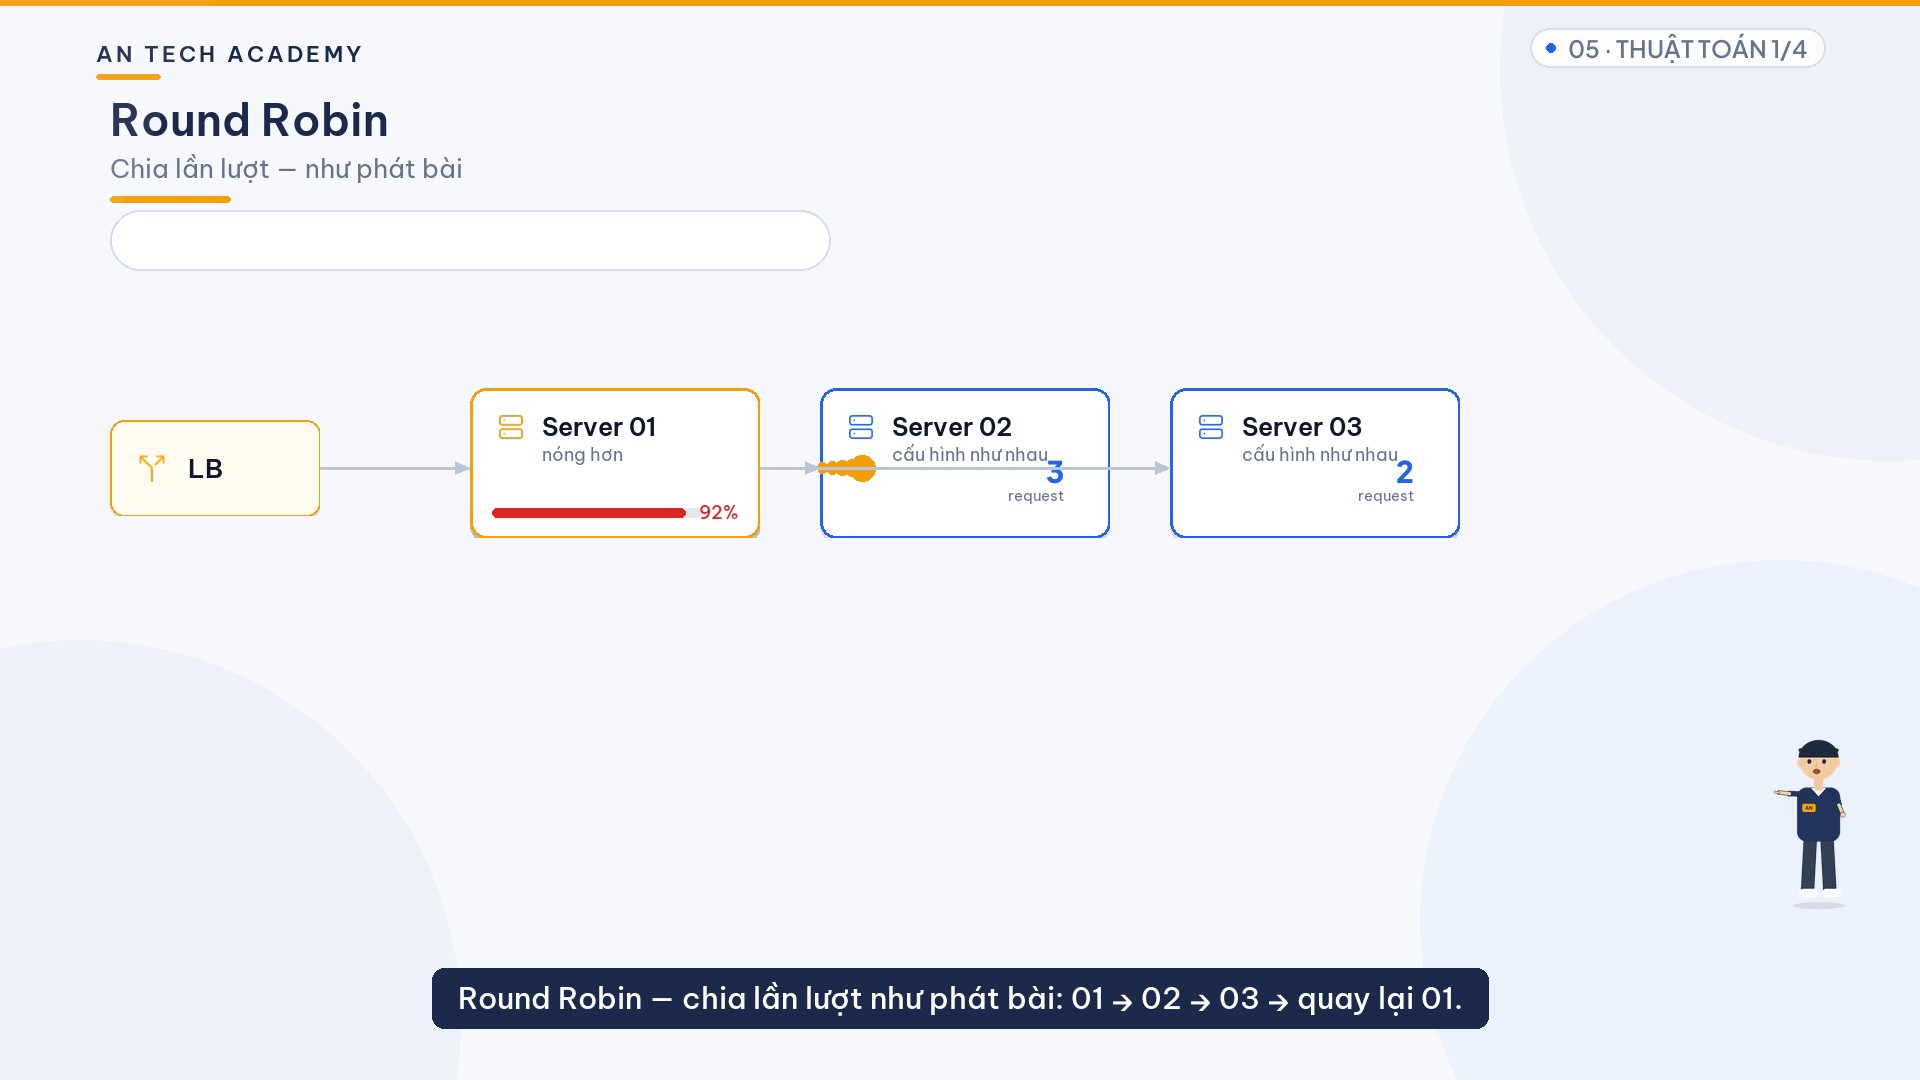 AN TECH ACADEMY
05 · THUẬT TOÁN 1/4
Round Robin
Chia lần lượt — như phát bài
LB
Server 01
nóng hơn
92%
Server 02
cấu hình như nhau
3
request
Server 03
cấu hình như nhau
2
request
AN
Round Robin — chia lần lượt như phát bài: 01 → 02 → 03 → quay lại 01.